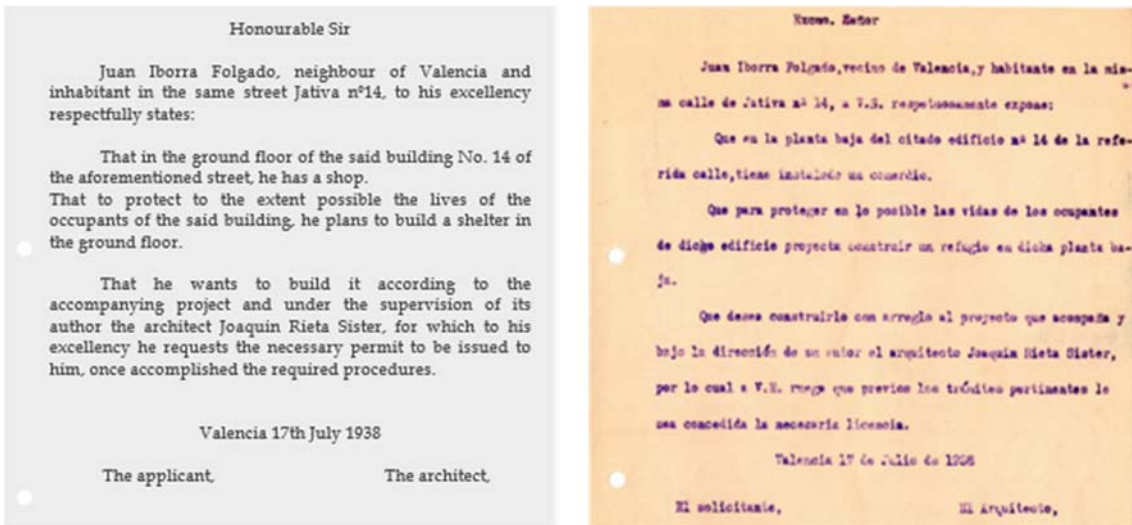 Honourable Sir
Juan Iborra Folgado, neighbour of Valencia and
inhabitant in the same street Jativa nº14, to his excellency
respectfully states:
That in the ground floor of the said building No. 14 of
the aforementioned street, he has a shop.
That to protect to the extent possible the lives of the
occupants of the said building, he plans to build a shelter in
the ground floor.
That he wants to build it according to the
accompanying project and under the supervision of its
author the architect Joaquin Rieta Sister, for which to his
excellency he requests the necessary permit to be issued to
him, once accomplished the required procedures.
Valencia 17th July 1938
The applicant,
The architect,
Excmo. Señor
Juan Iborra Folgado,vecino de Valencia,y habitante en la mis-
ma calle de Jativa nº 14, a V.E. respetuosamente expone:
Que en la planta baja del citado edificio nº 14 de la refe-
rida calle,tiene instalado un comercio.
Que para proteger en lo posible las vidas de los ocupantes
de dicho edificio proyecta construir un refugio en dicha planta ba-
ja.
Que desea construirle con arreglo al proyecto que acompaña y
bajo la dirección de su autor el arquitecto Joaquín Rieta Sister,
por lo cual a V.E. ruega que previos los trámites pertinentes le
sea concedida la necesaria licencia.
Valencia 17 de Julio de 1938
El solicitante,
El Arquitecto,